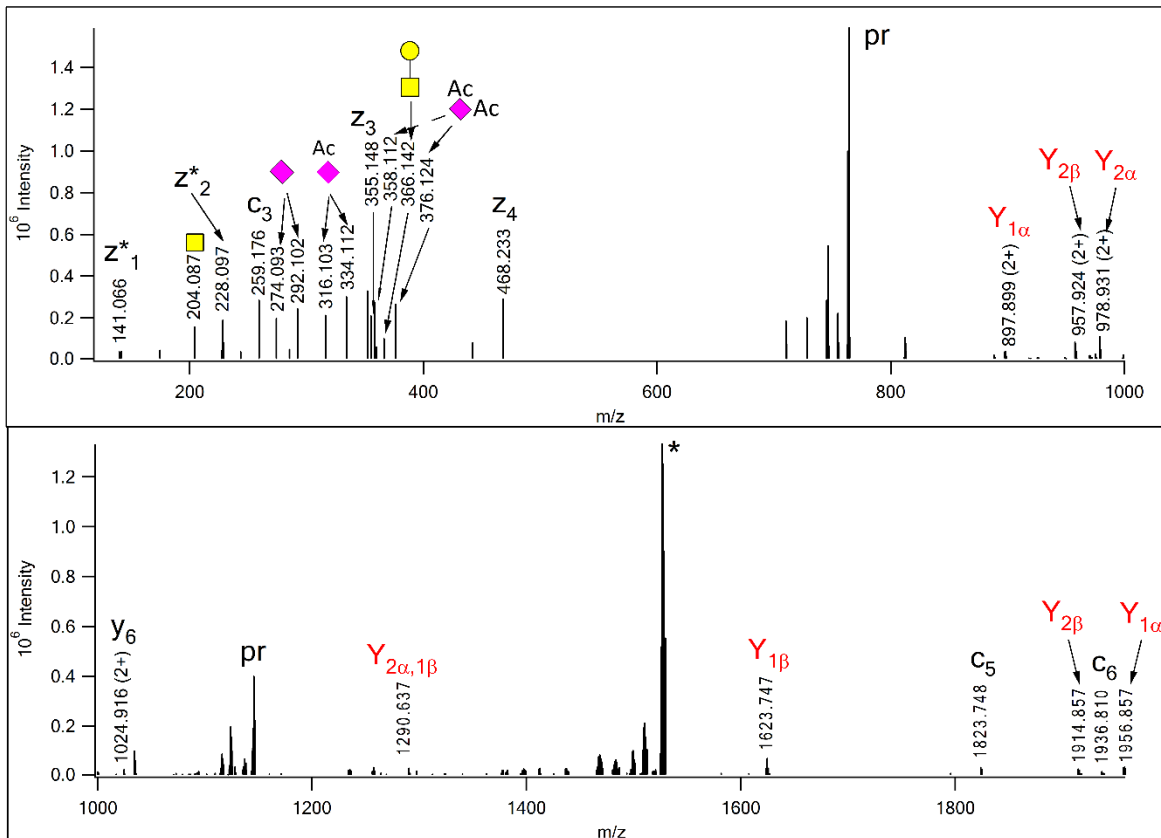 pr
Ac
Ac
Ac
z*2
z3
z4
c3
z*1
141.066
204.087
228.097
259.176
274.093
292.102
316.103
334.112
355.148
358.112
366.142
376.124
468.233
Y1α
Y2β
Y2α
897.899 (2+)
957.924 (2+)
978.931 (2+)
10^6 Intensity
1.4
1.2
1.0
0.8
0.6
0.4
0.2
0.0
200
400
600
800
1000
m/z
*
y6
pr
Y2α,1β
Y1β
c5
Y2β
c6
Y1α
1024.916 (2+)
1290.637
1623.747
1823.748
1914.857
1936.810
1956.857
10^6 Intensity
1.2
1.0
0.8
0.6
0.4
0.2
0.0
1000
1200
1400
1600
1800
m/z